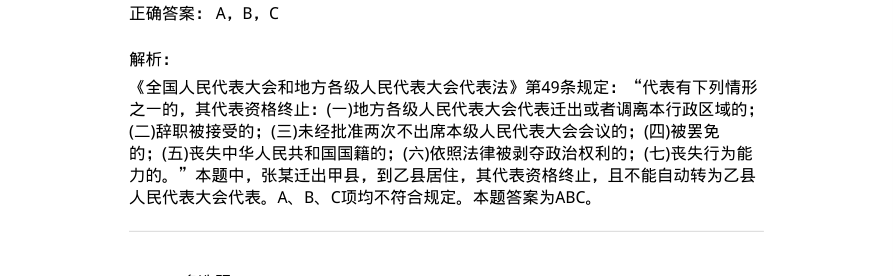 正确答案： A，B，C
解析：
《全国人民代表大会和地方各级人民代表大会代表法》第49条规定：“代表有下列情形
之一的，其代表资格终止：(一)地方各级人民代表大会代表迁出或者调离本行政区域的；
(二)辞职被接受的；(三)未经批准两次不出席本级人民代表大会会议的；(四)被罢免
的；(五)丧失中华人民共和国国籍的；(六)依照法律被剥夺政治权利的；(七)丧失行为能
力的。”本题中，张某迁出甲县，到乙县居住，其代表资格终止，且不能自动转为乙县
人民代表大会代表。A、B、C项均不符合规定。本题答案为ABC。